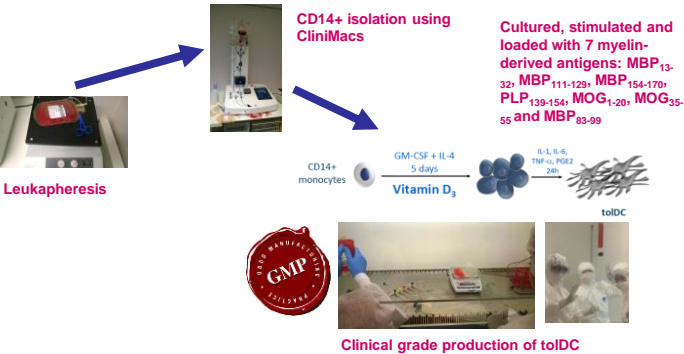 CD14+ isolation using
CliniMacs
Cultured, stimulated and
loaded with 7 myelin-
derived antigens: MBP13-
32, MBP111-129, MBP154-170,
PLP139-154, MOG1-20, MOG35-
55 and MBP83-99
Leukapheresis
CD14+
monocytes
GM-CSF + IL-4
5 days
Vitamin D3
IL-1, IL-6,
TNF-α, PGE2
24h
tolDC
GOOD MANUFACTURING
GMP
PRACTICE
Clinical grade production of tolDC